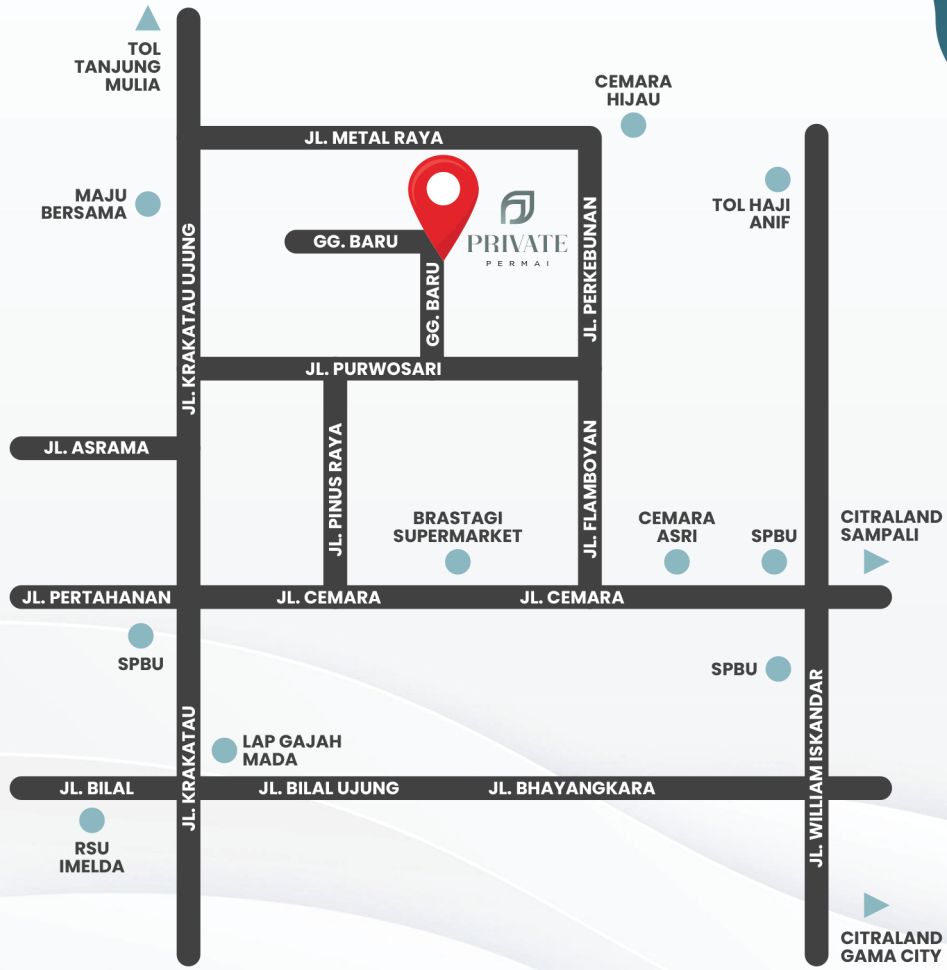 TOL
TANJUNG
MULIA
CEMARA
HIJAU
JL. METAL RAYA
MAJU
BERSAMA
TOL HAJI
ANIF
PRIVATE
PERMAI
GG. BARU
GG. BARU
JL. KRAKATAU UJUNG
JL. PERKEBUNAN
JL. PURWOSARI
JL. ASRAMA
JL. PINUS RAYA
JL. FLAMBOYAN
BRASTAGI
SUPERMARKET
CEMARA
ASRI
SPBU
CITRALAND
SAMPALI
JL. PERTAHANAN
JL. CEMARA
JL. CEMARA
SPBU
SPBU
JL. KRAKATAU
JL. WILLIAM ISKANDAR
LAP GAJAH
MADA
JL. BILAL
JL. BILAL UJUNG
JL. BHAYANGKARA
RSU
IMELDA
CITRALAND
GAMA CITY